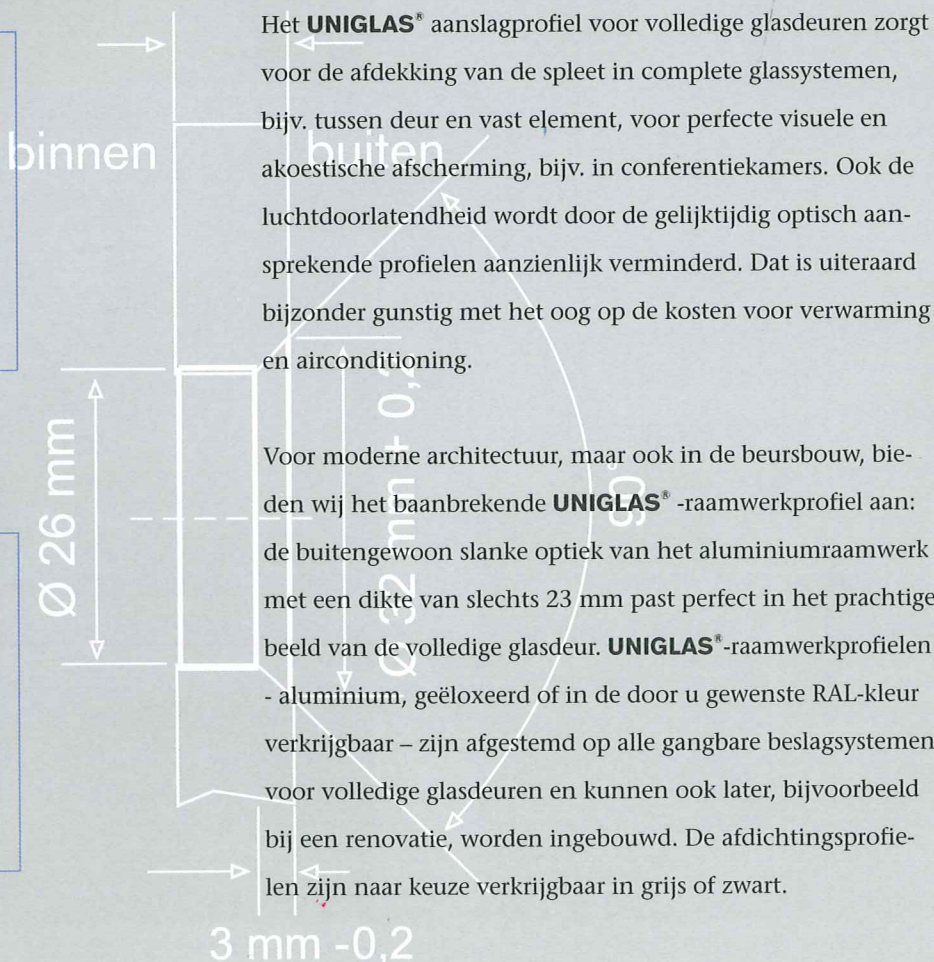 Het UNIGLAS® aanslagprofiel voor volledige glasdeuren zorgt
voor de afdekking van de spleet in complete glassystemen,
bijv. tussen deur en vast element, voor perfecte visuele en
akoestische afscherming, bijv. in conferentiekamers. Ook de
luchtdoorlatendheid wordt door de gelijktijdig optisch aan-
sprekende profielen aanzienlijk verminderd. Dat is uiteraard
bijzonder gunstig met het oog op de kosten voor verwarming
en airconditioning.
Voor moderne architectuur, maar ook in de beursbouw, bie-
den wij het baanbrekende UNIGLAS® -raamwerkprofiel aan:
de buitengewoon slanke optiek van het aluminiumraamwerk
met een dikte van slechts 23 mm past perfect in het prachtige
beeld van de volledige glasdeur. UNIGLAS®-raamwerkprofielen
- aluminium, geëloxeerd of in de door u gewenste RAL-kleur
verkrijgbaar – zijn afgestemd op alle gangbare beslagsystemen
voor volledige glasdeuren en kunnen ook later, bijvoorbeeld
bij een renovatie, worden ingebouwd. De afdichtingsprofie-
len zijn naar keuze verkrijgbaar in grijs of zwart.
binnen
buiten
Ø 26 mm
Ø 32 mm + 0,2
90°
3 mm -0,2